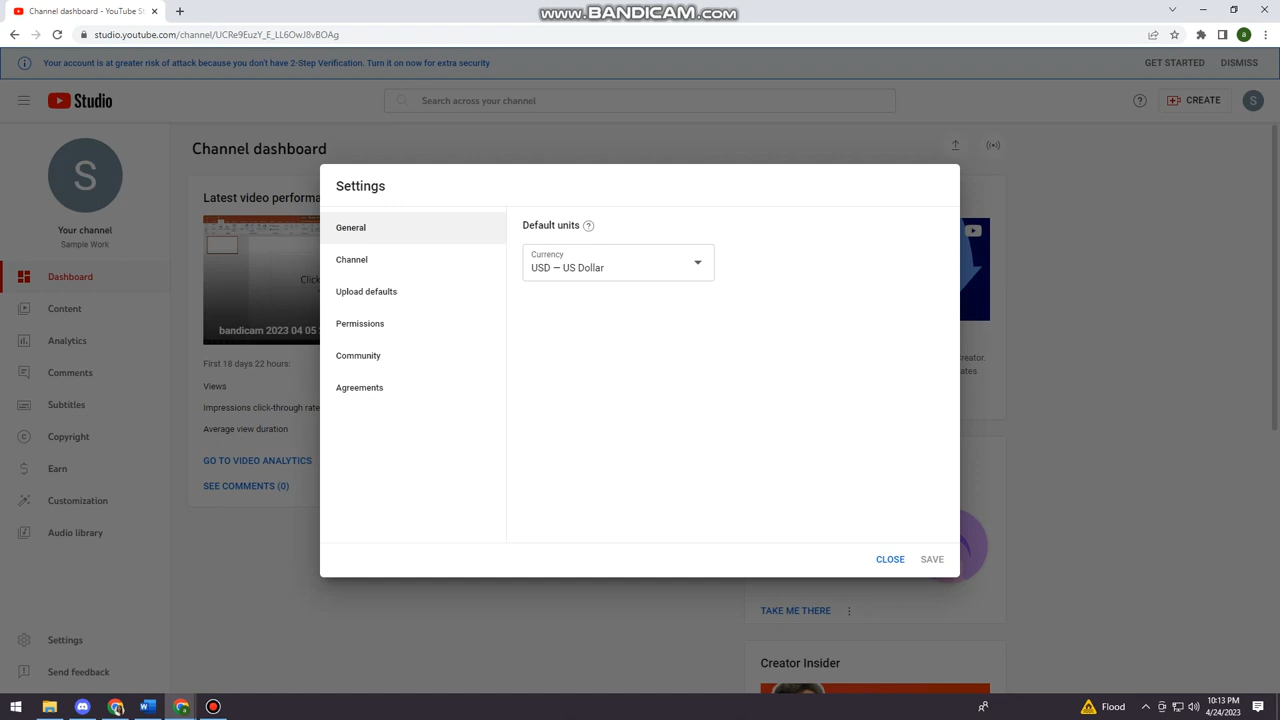 Channel dashboard - YouTube St
www.BANDICAM.com
studio.youtube.com/channel/UCRe9EuzY_E_LL6OwJ8vBOAg
a
Your account is at greater risk of attack because you don't have 2-Step Verification. Turn it on now for extra security
GET STARTED
DISMISS
Studio
Search across your channel
CREATE
S
S
Your channel
Sample Work
Dashboard
Content
Analytics
Comments
Subtitles
Copyright
Earn
Customization
Audio library
Settings
Send feedback
Channel dashboard
Latest video performa
Click
bandicam 2023 04 05
First 18 days 22 hours:
Views
Impressions click-through rate
Average view duration
GO TO VIDEO ANALYTICS
SEE COMMENTS (0)
Settings
General
Channel
Upload defaults
Permissions
Community
Agreements
Default units
Currency
USD — US Dollar
CLOSE
SAVE
reator.
ates
TAKE ME THERE
Creator Insider
Flood
10:13 PM
4/24/2023